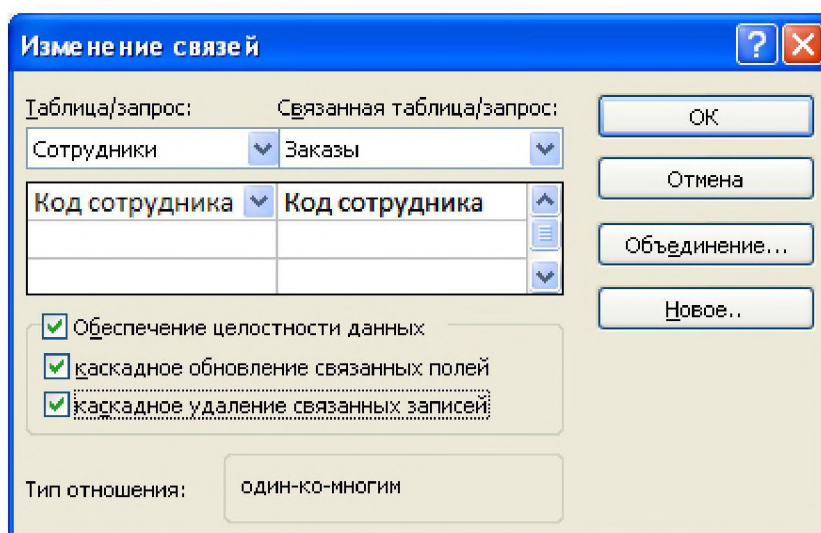 Изменение связей
Таблица/запрос: Связанная таблица/запрос:
Сотрудники Заказы
Код сотрудника Код сотрудника
ОК
Отмена
Объединение...
Новое..
Обеспечение целостности данных
каскадное обновление связанных полей
каскадное удаление связанных записей
Тип отношения: один-ко-многим